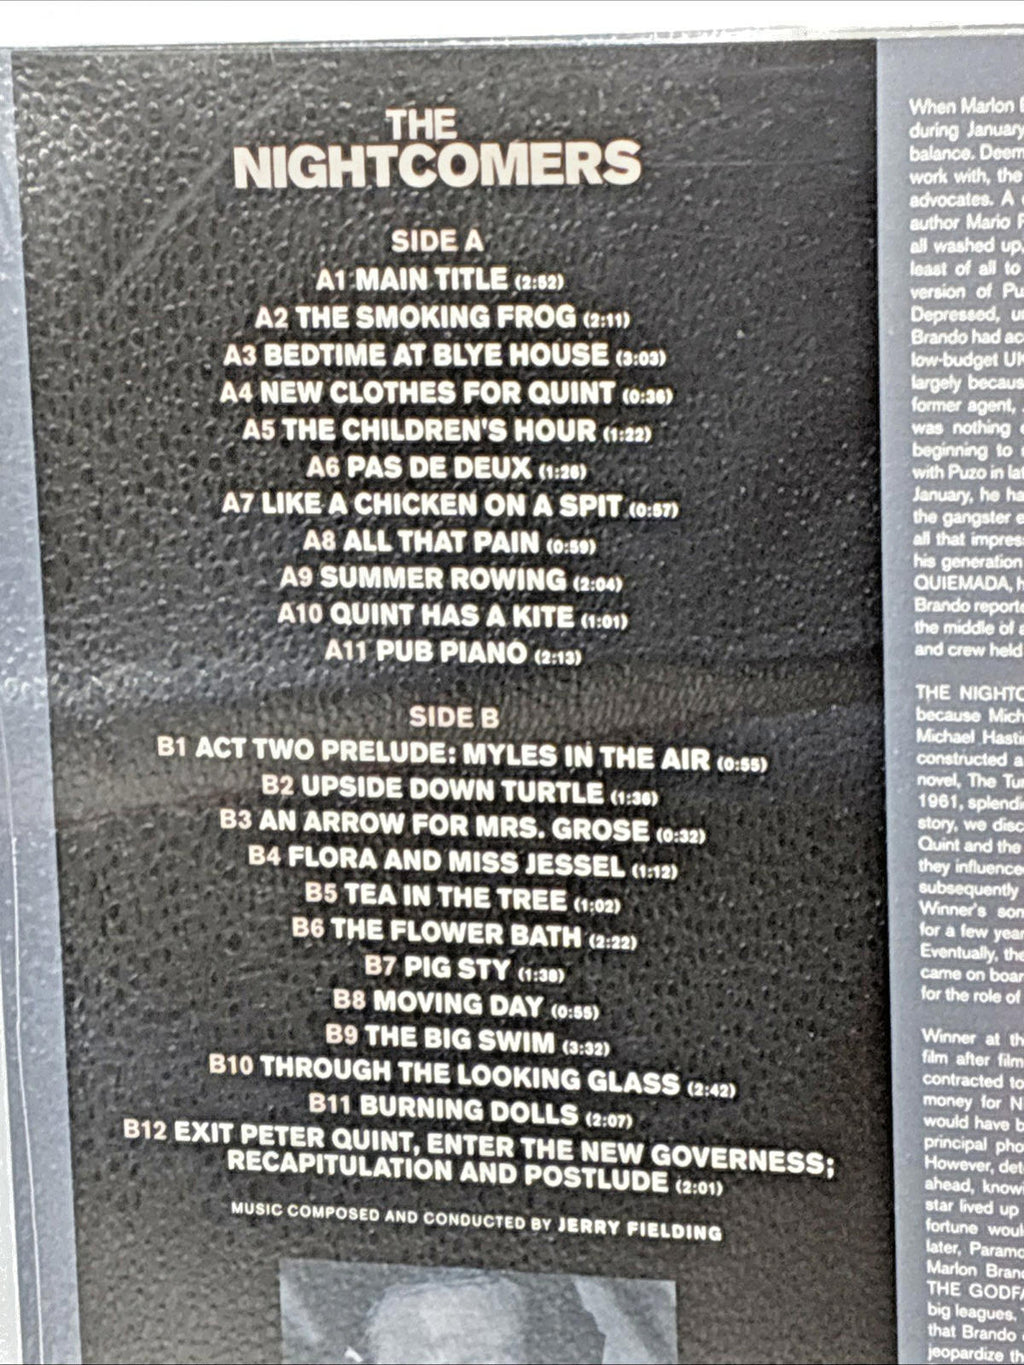 THE
NIGHTCOMERS
SIDE A
A1 MAIN TITLE (2:52)
A2 THE SMOKING FROG (2:11)
A3 BEDTIME AT BLYE HOUSE (3:03)
A4 NEW CLOTHES FOR QUINT (0:36)
A5 THE CHILDREN'S HOUR (1:22)
A6 PAS DE DEUX (1:26)
A7 LIKE A CHICKEN ON A SPIT (0:57)
A8 ALL THAT PAIN (0:59)
A9 SUMMER ROWING (2:04)
A10 QUINT HAS A KITE (1:01)
A11 PUB PIANO (2:13)
SIDE B
B1 ACT TWO PRELUDE: MYLES IN THE AIR (0:55)
B2 UPSIDE DOWN TURTLE (1:36)
B3 AN ARROW FOR MRS. GROSE (0:32)
B4 FLORA AND MISS JESSEL (1:12)
B5 TEA IN THE TREE (1:02)
B6 THE FLOWER BATH (2:22)
B7 PIG STY (1:38)
B8 MOVING DAY (0:55)
B9 THE BIG SWIM (3:32)
B10 THROUGH THE LOOKING GLASS (2:42)
B11 BURNING DOLLS (2:07)
B12 EXIT PETER QUINT, ENTER THE NEW GOVERNESS;
RECAPITULATION AND POSTLUDE (2:01)
MUSIC COMPOSED AND CONDUCTED BY JERRY FIELDING
When Marlon
during January
balance. Deem
work with, the
advocates. A
author Mario
all washed up,
least of all to
version of Pu
Depressed, un
Brando had acc
low-budget UK
largely becaus
former agent,
was nothing
beginning to
with Puzo in lat
January, he ha
the gangster e
all that impres
his generation
QUIEMADA, h
Brando reporte
the middle of a
and crew held
THE NIGHTC
because Mich
Michael Hasti
constructed a
novel, The Tur
1961, splendi
story, we disc
Quint and the
they influence
subsequently
Winner's son
for a few year
Eventually, the
came on boar
for the role of
Winner at th
film after film
contracted to
money for N
would have b
principal pho
However, det
ahead, knowi
star lived up
fortune woul
later, Paramo
Marlon Bran
THE GODFA
big leagues.
that Brando
jeopardize th